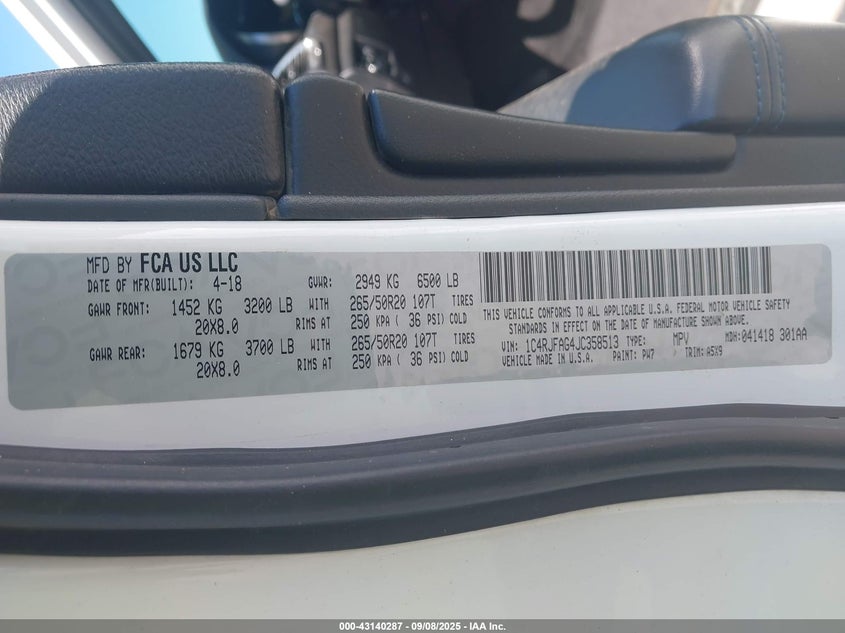 MFD BY FCA US LLC
DATE OF MFR(BUILT): 4-18 GVWR: 2949 KG 6500 LB
GAWR FRONT: 1452 KG 3200 LB WITH 265/50R20 107T TIRES
20X8.0 RIMS AT 250 KPA ( 36 PSI) COLD
GAWR REAR: 1679 KG 3700 LB WITH 265/50R20 107T TIRES
20X8.0 RIMS AT 250 KPA ( 36 PSI) COLD
THIS VEHICLE CONFORMS TO ALL APPLICABLE U.S.A. FEDERAL MOTOR VEHICLE SAFETY
STANDARDS IN EFFECT ON THE DATE OF MANUFACTURE SHOWN ABOVE.
VIN: 1C4RJFAG4JC358513 TYPE: MPV MDH: 041418 301AA
VEHICLE MADE IN U.S.A. PAINT: PW7 TRIM: A5X9
000-43140287 - 09/08/2025 - IAA Inc.